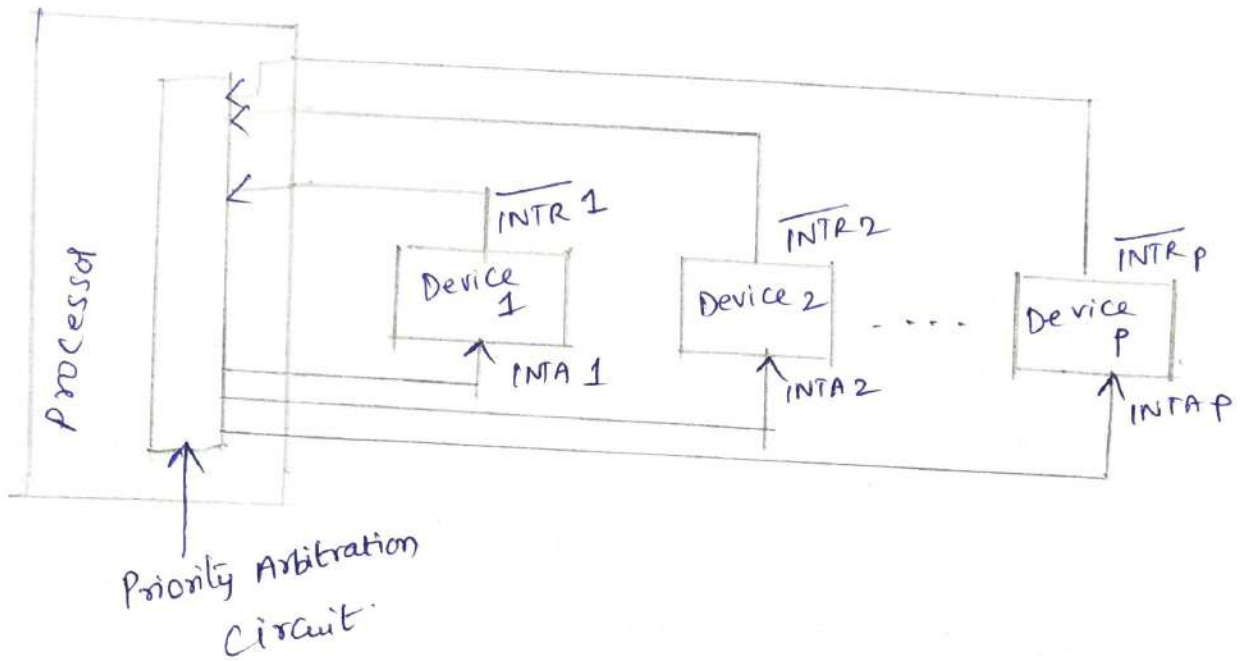 Processor
INTR 1
INTR 2
INTR P
Device
1
Device 2
. . . .
Device
P
INTA 1
INTA 2
INTA P
Priority Arbitration
Circuit.